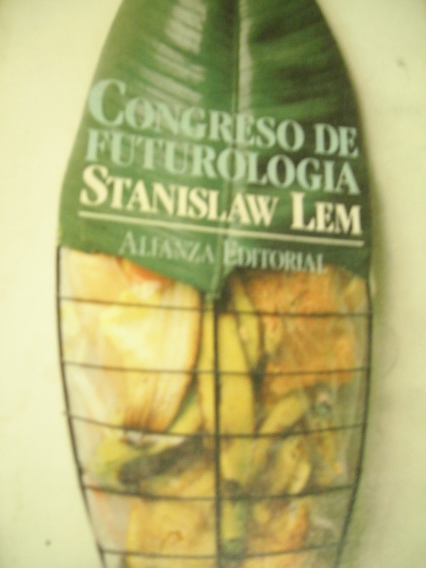 CONGRESO DE
FUTUROLOGIA
STANISLAW LEM
ALIANZA EDITORIAL